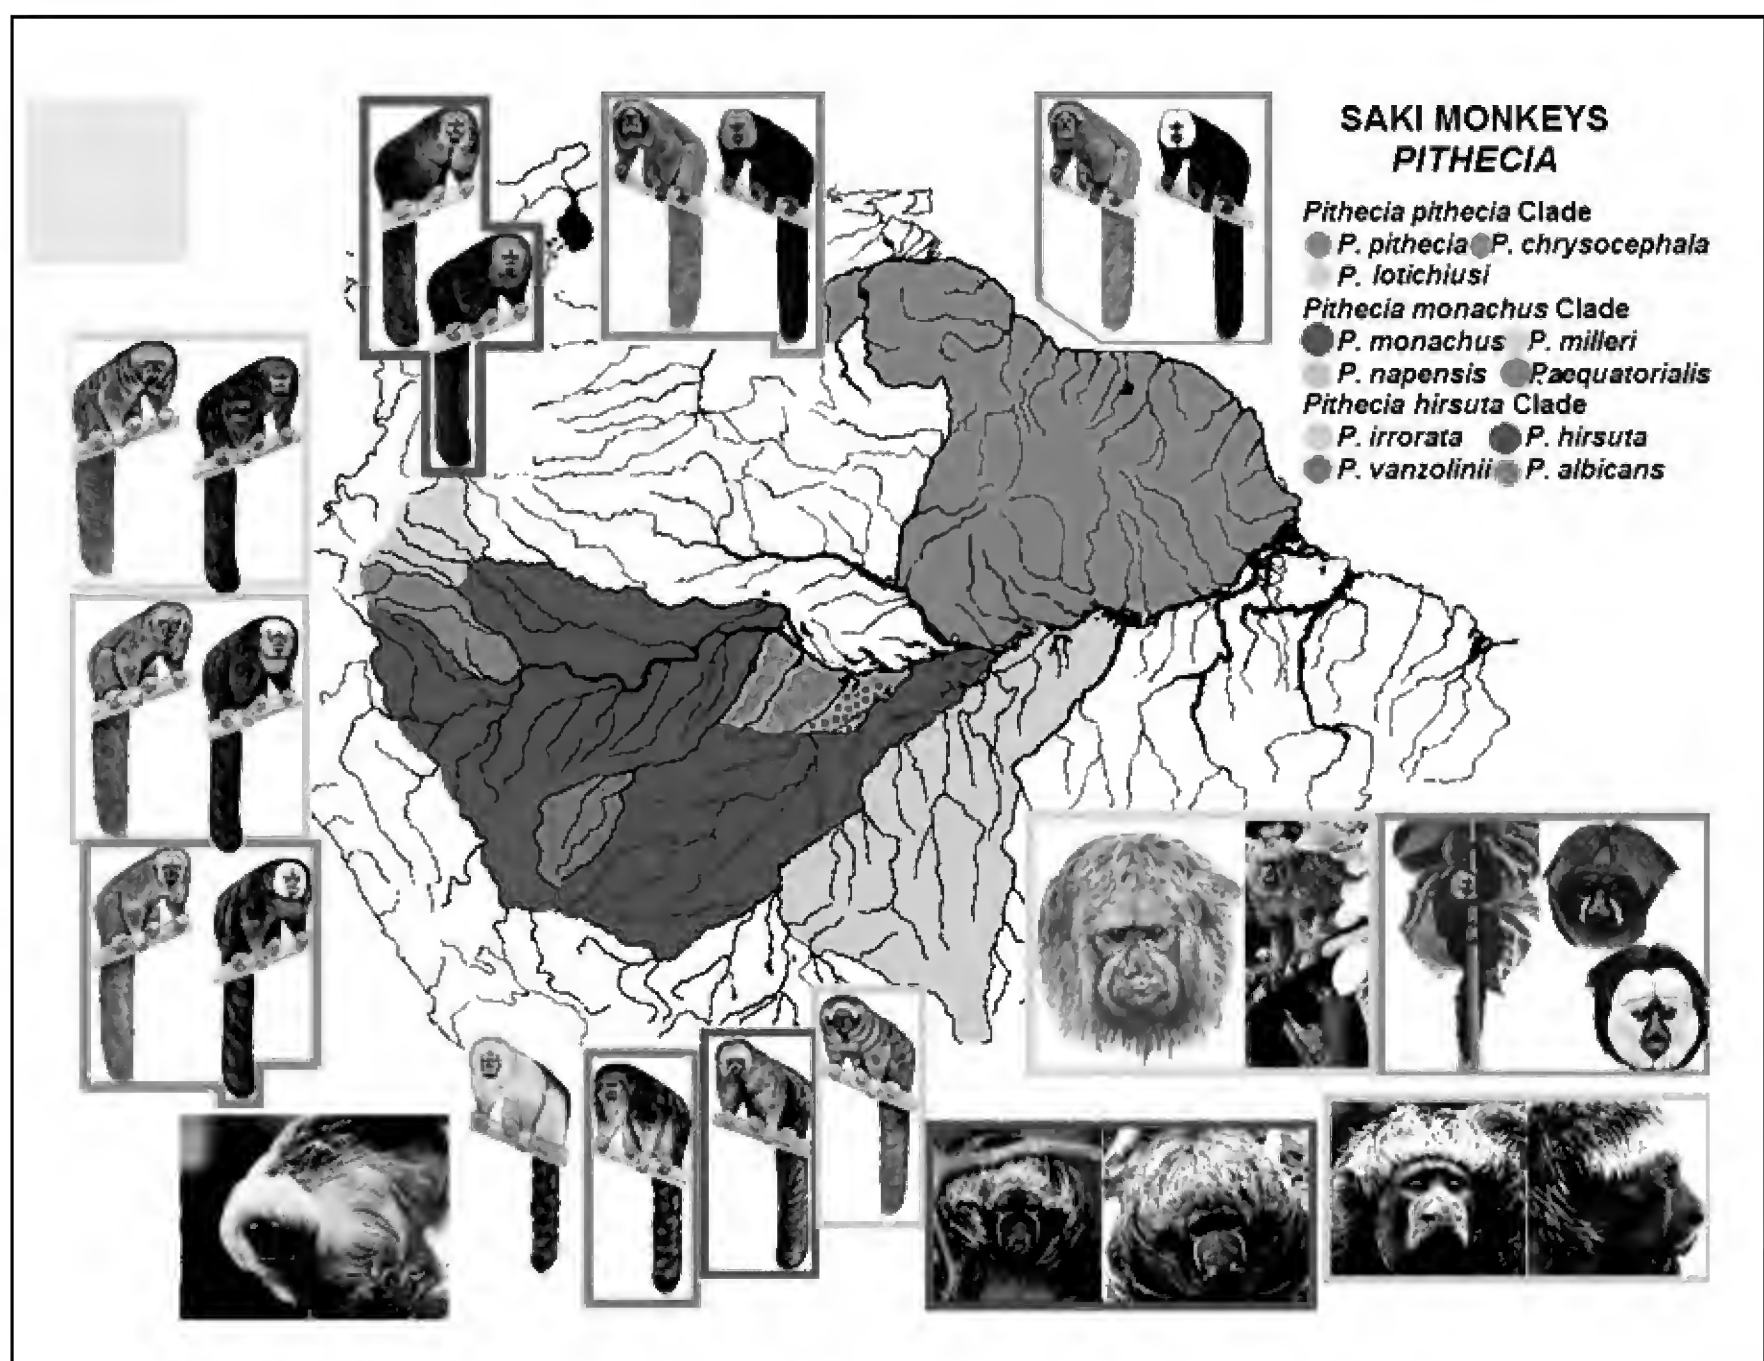 SAKI MONKEYS
PITHECIA
Pithecia pithecia Clade
P. pithecia P. chrysocephala
P. lotichiusi
Pithecia monachus Clade
P. monachus P. milleri
P. napensis P.aequatorialis
Pithecia hirsuta Clade
P. irrorata P. hirsuta
P. vanzolinii P. albicans